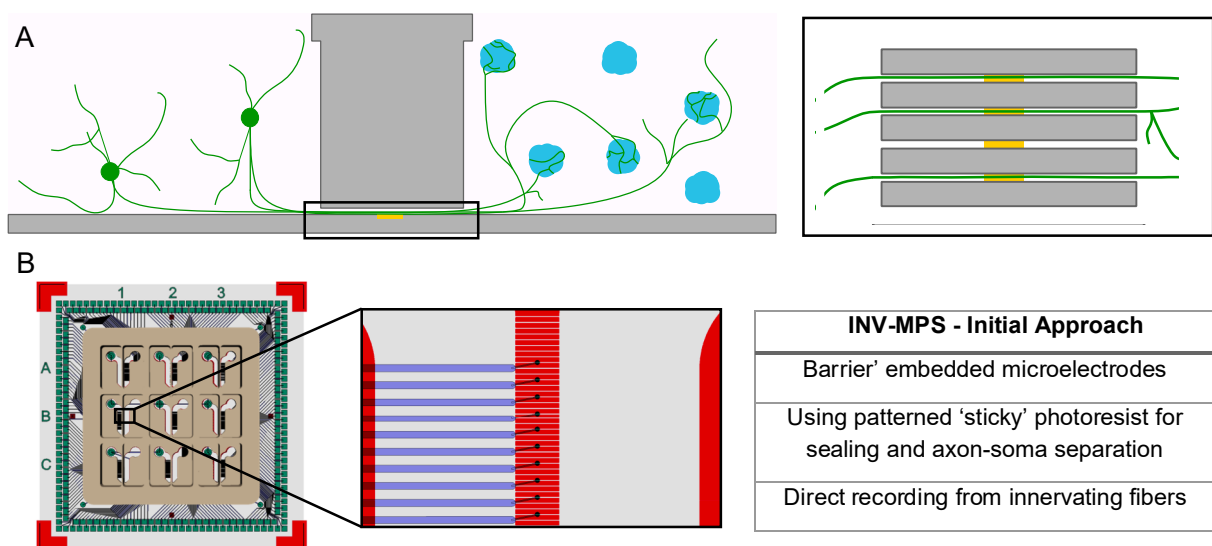 A
B
1 2 3
A
B
C
INV-MPS - Initial Approach
Barrier’ embedded microelectrodes
Using patterned ‘sticky’ photoresist for
sealing and axon-soma separation
Direct recording from innervating fibers